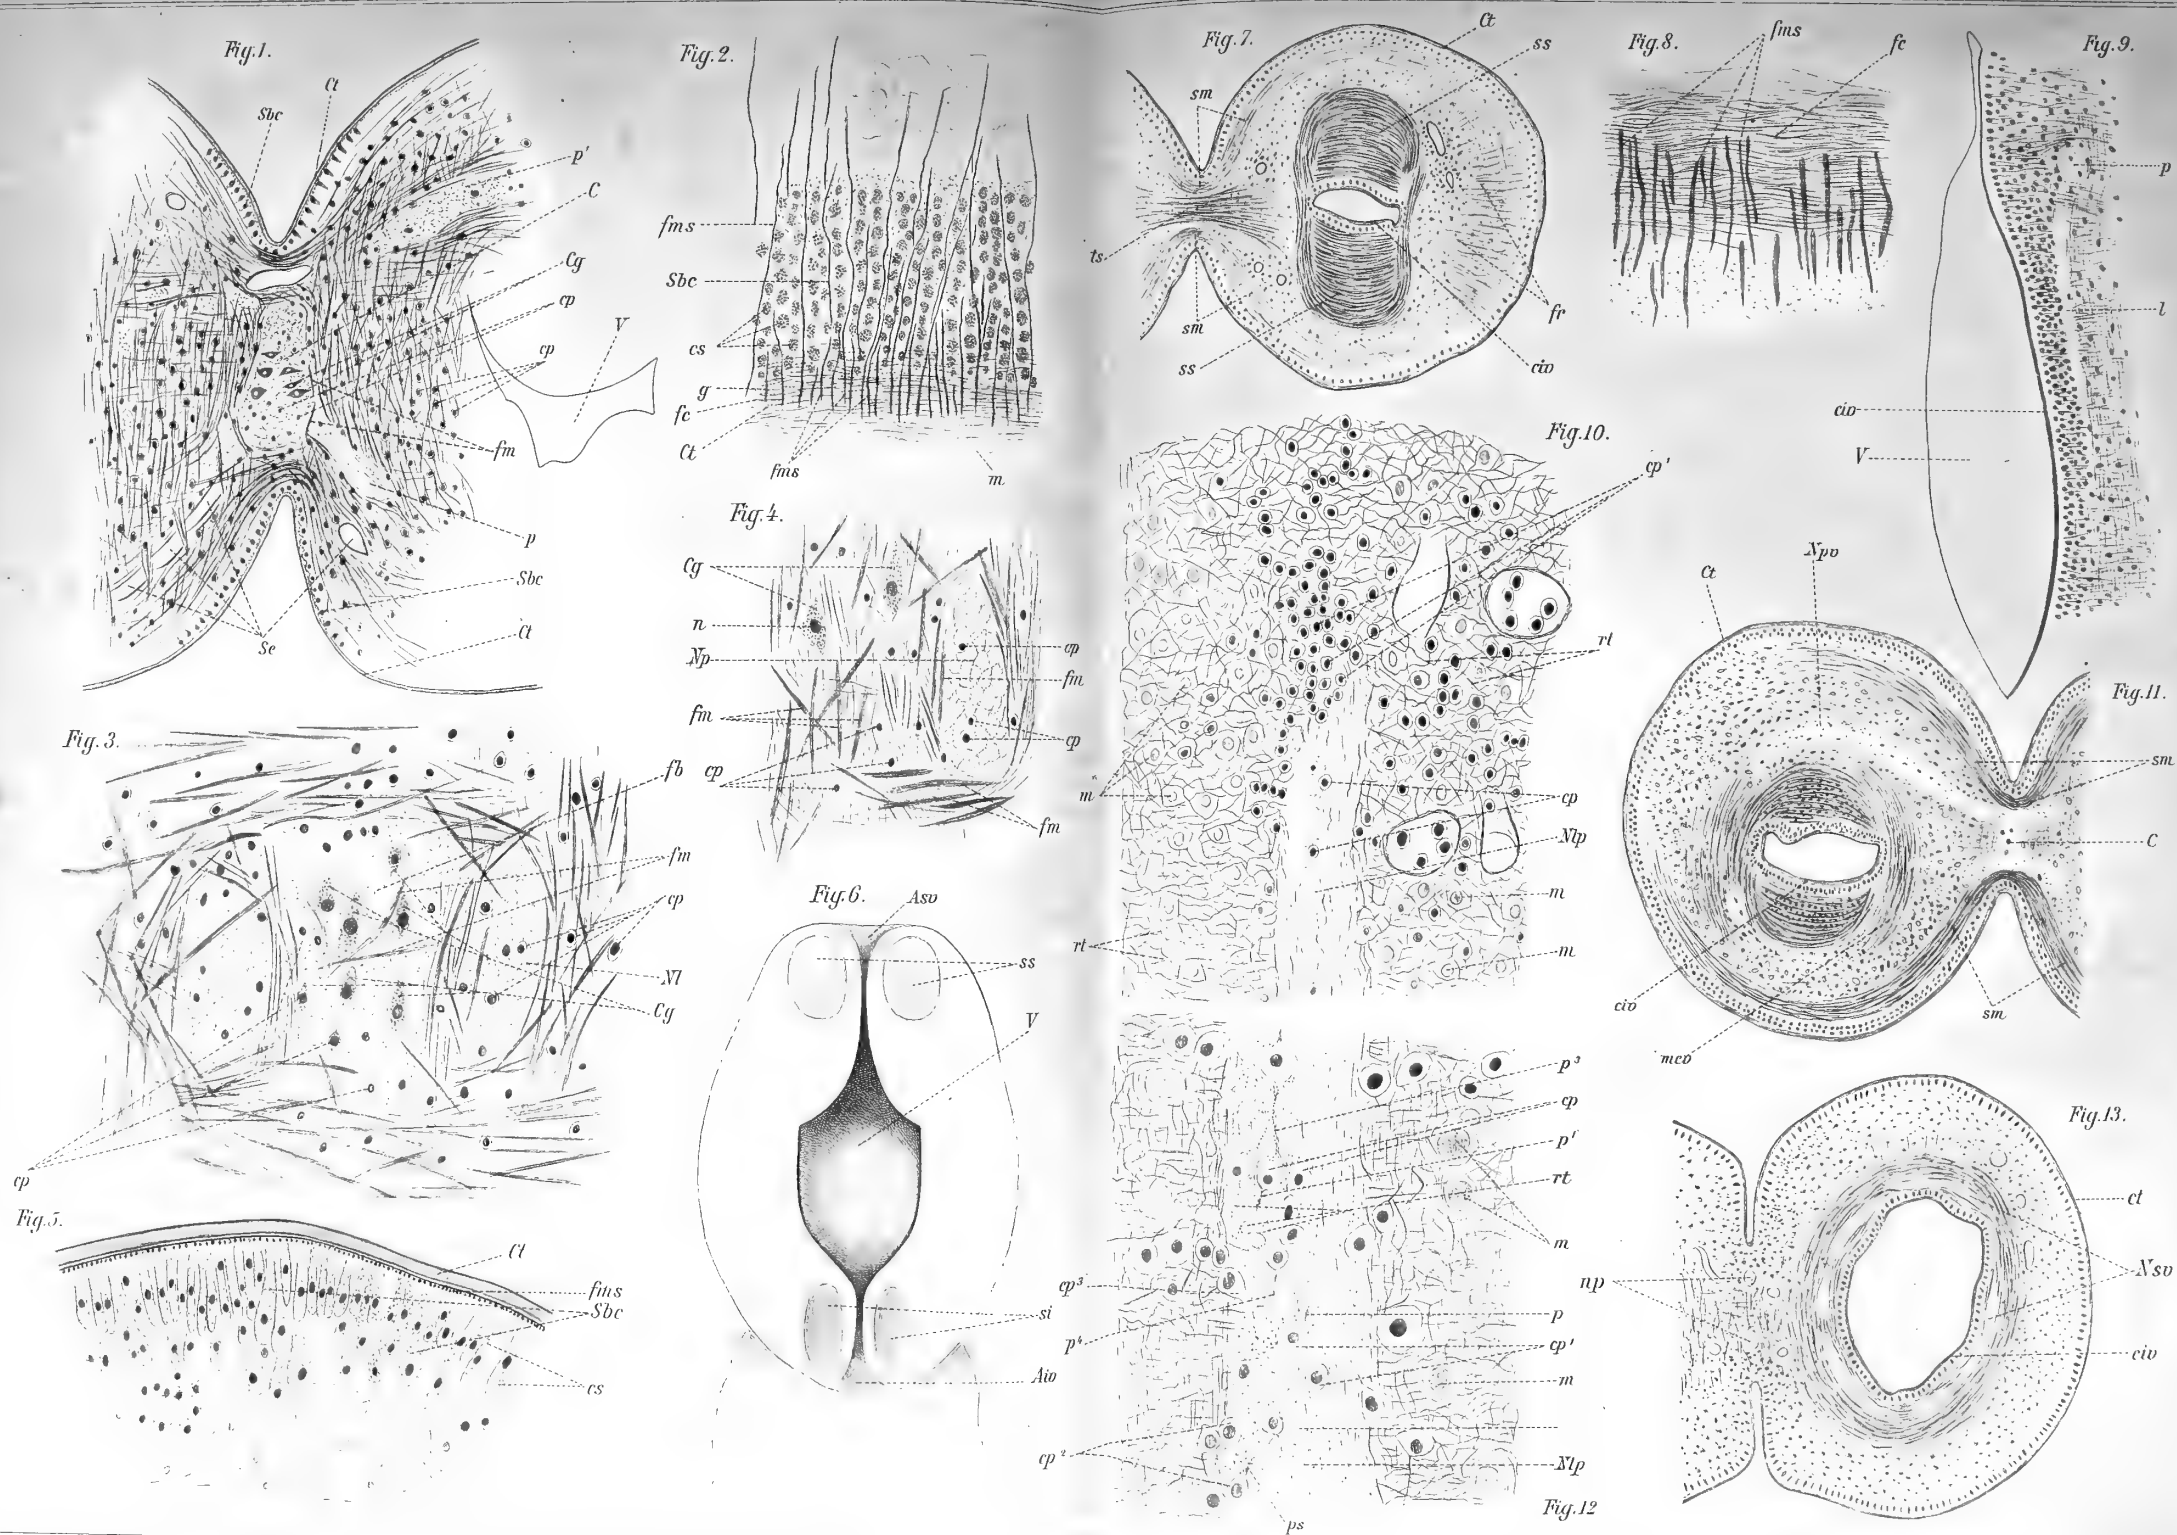 Fig.1.
Sbc
Ct
p'
C
Cg
cp
cp
V
fm
p
Sbc
Ct
Se
Fig.2.
fms
Sbc
cs
g
fc
Ct
fms
m
Fig.3.
fb
fm
cp
Nl
Cg
cp
Fig.4.
Cg
n
Np
cp
fm
fm
cp
cp
fm
Fig.5.
Ct
fms
Sbc
cs
Fig.6.
Asv
ss
V
si
Aiv
Fig.7.
Ct
ss
sm
ts
sm
ss
fr
civ
Fig.8.
fms
fc
Fig.9.
p
l
civ
V
Fig.10.
cp'
rt
m
cp
Nlp
m
rt
m
Fig.11.
Npv
Ct
sm
C
civ
sm
mcv
p³
cp
p'
rt
m
cp³
p
p⁴
cp'
m
cp²
Nlp
ps
Fig.12
Fig.13.
ct
np
Nsv
civ